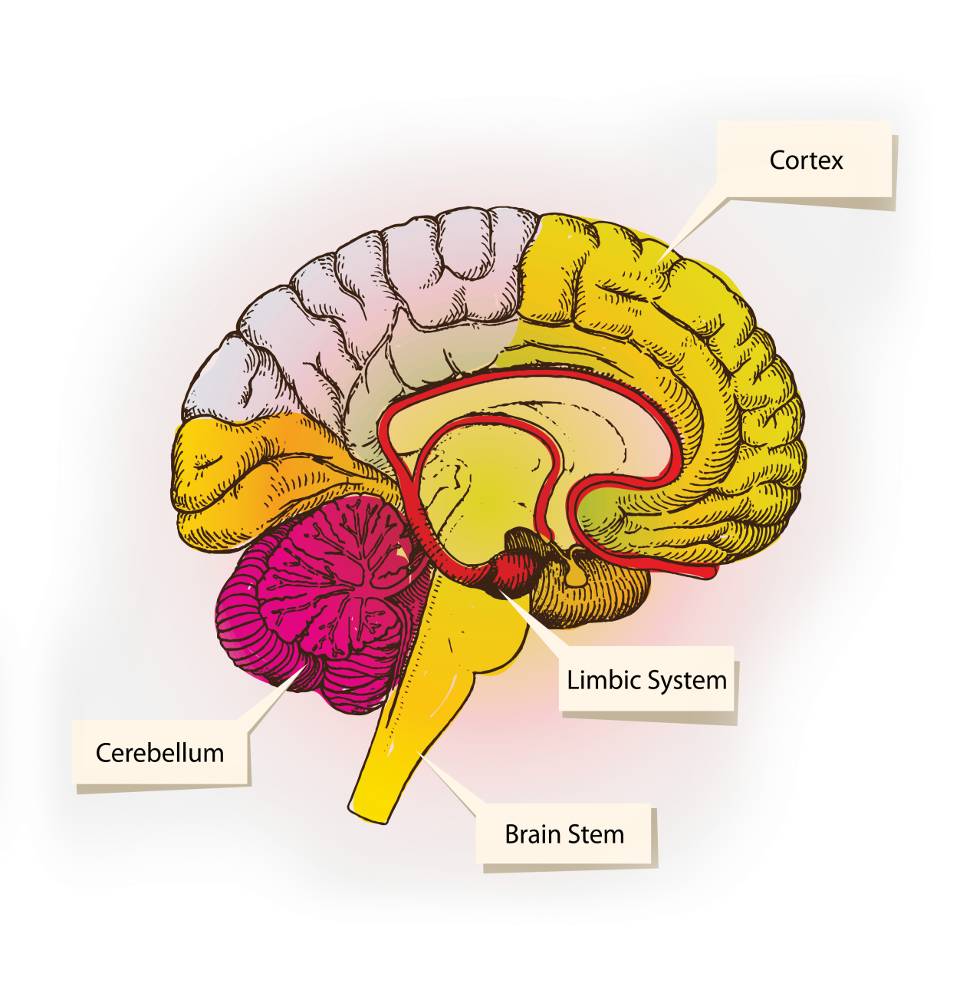 Cortex
Limbic System
Cerebellum
Brain Stem